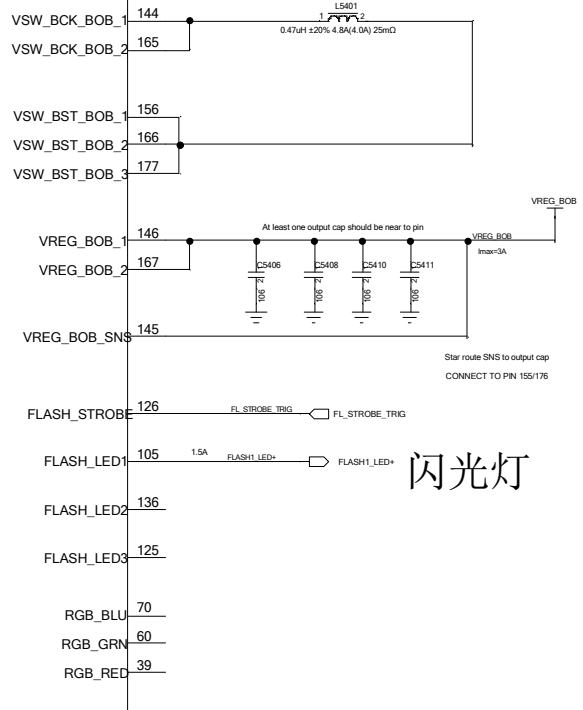 L5401
VSW_BCK_BOB_1 144 1 2
0.47uH ±20% 4.8A(4.0A) 25mΩ
VSW_BCK_BOB_2 165
VSW_BST_BOB_1 156
VSW_BST_BOB_2 166
VSW_BST_BOB_3 177
VREG_BOB
At least one output cap should be near to pin
VREG_BOB_1 146 VREG_BOB
Imax=3A
VREG_BOB_2 167
C5406 C5408 C5410 C5411
2 2 2 2
106 106 106 106
VREG_BOB_SNS 145
Star route SNS to output cap
CONNECT TO PIN 155/176
FLASH_STROBE 126 FL_STROBE_TRIG FL_STROBE_TRIG
FLASH_LED1 105 1.5A FLASH1_LED+ FLASH1_LED+ 闪光灯
FLASH_LED2 136
FLASH_LED3 125
RGB_BLU 70
RGB_GRN 60
RGB_RED 39